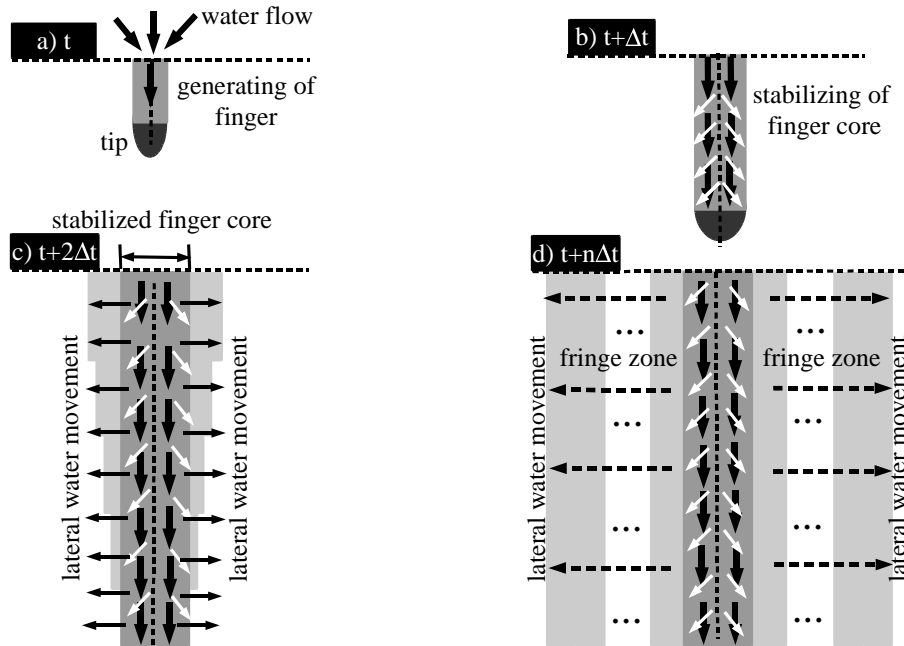 water flow
a) t
generating of
finger
tip
b) t+Δt
stabilizing of
finger core
stabilized finger core
c) t+2Δt
lateral water movement
lateral water movement
d) t+nΔt
...
...
fringe zone
fringe zone
...
...
...
...
...
...
lateral water movement
lateral water movement